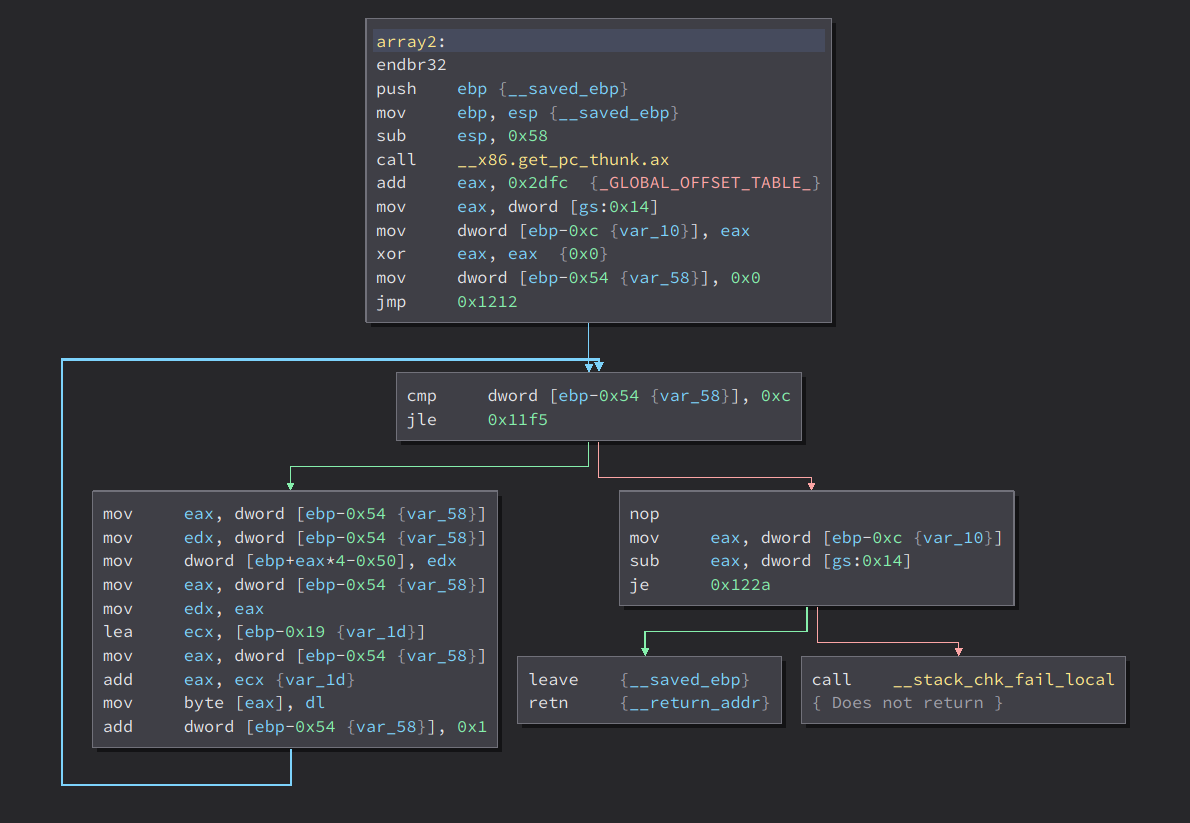 array2:
endbr32
push ebp {__saved_ebp}
mov ebp, esp {__saved_ebp}
sub esp, 0x58
call __x86.get_pc_thunk.ax
add eax, 0x2dfc {_GLOBAL_OFFSET_TABLE_}
mov eax, dword [gs:0x14]
mov dword [ebp-0xc {var_10}], eax
xor eax, eax {0x0}
mov dword [ebp-0x54 {var_58}], 0x0
jmp 0x1212
cmp dword [ebp-0x54 {var_58}], 0xc
jle 0x11f5
mov eax, dword [ebp-0x54 {var_58}]
mov edx, dword [ebp-0x54 {var_58}]
mov dword [ebp+eax*4-0x50], edx
mov eax, dword [ebp-0x54 {var_58}]
mov edx, eax
lea ecx, [ebp-0x19 {var_1d}]
mov eax, dword [ebp-0x54 {var_58}]
add eax, ecx {var_1d}
mov byte [eax], dl
add dword [ebp-0x54 {var_58}], 0x1
nop
mov eax, dword [ebp-0xc {var_10}]
sub eax, dword [gs:0x14]
je 0x122a
leave {__saved_ebp}
retn {__return_addr}
call __stack_chk_fail_local
{ Does not return }